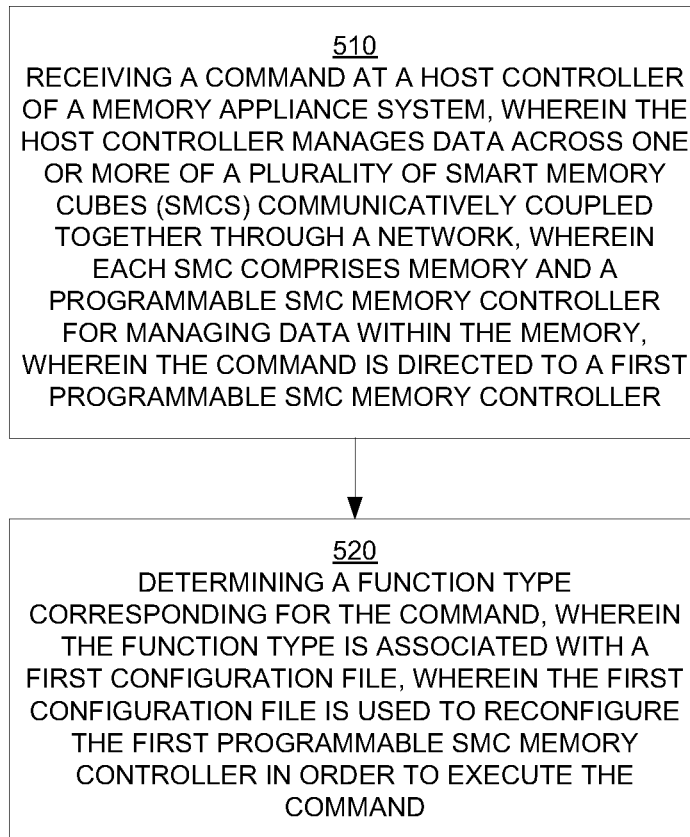 510
RECEIVING A COMMAND AT A HOST CONTROLLER
OF A MEMORY APPLIANCE SYSTEM, WHEREIN THE
HOST CONTROLLER MANAGES DATA ACROSS ONE
OR MORE OF A PLURALITY OF SMART MEMORY
CUBES (SMCS) COMMUNICATIVELY COUPLED
TOGETHER THROUGH A NETWORK, WHEREIN
EACH SMC COMPRISES MEMORY AND A
PROGRAMMABLE SMC MEMORY CONTROLLER
FOR MANAGING DATA WITHIN THE MEMORY,
WHEREIN THE COMMAND IS DIRECTED TO A FIRST
PROGRAMMABLE SMC MEMORY CONTROLLER
520
DETERMINING A FUNCTION TYPE
CORRESPONDING FOR THE COMMAND, WHEREIN
THE FUNCTION TYPE IS ASSOCIATED WITH A
FIRST CONFIGURATION FILE, WHEREIN THE FIRST
CONFIGURATION FILE IS USED TO RECONFIGURE
THE FIRST PROGRAMMABLE SMC MEMORY
CONTROLLER IN ORDER TO EXECUTE THE
COMMAND